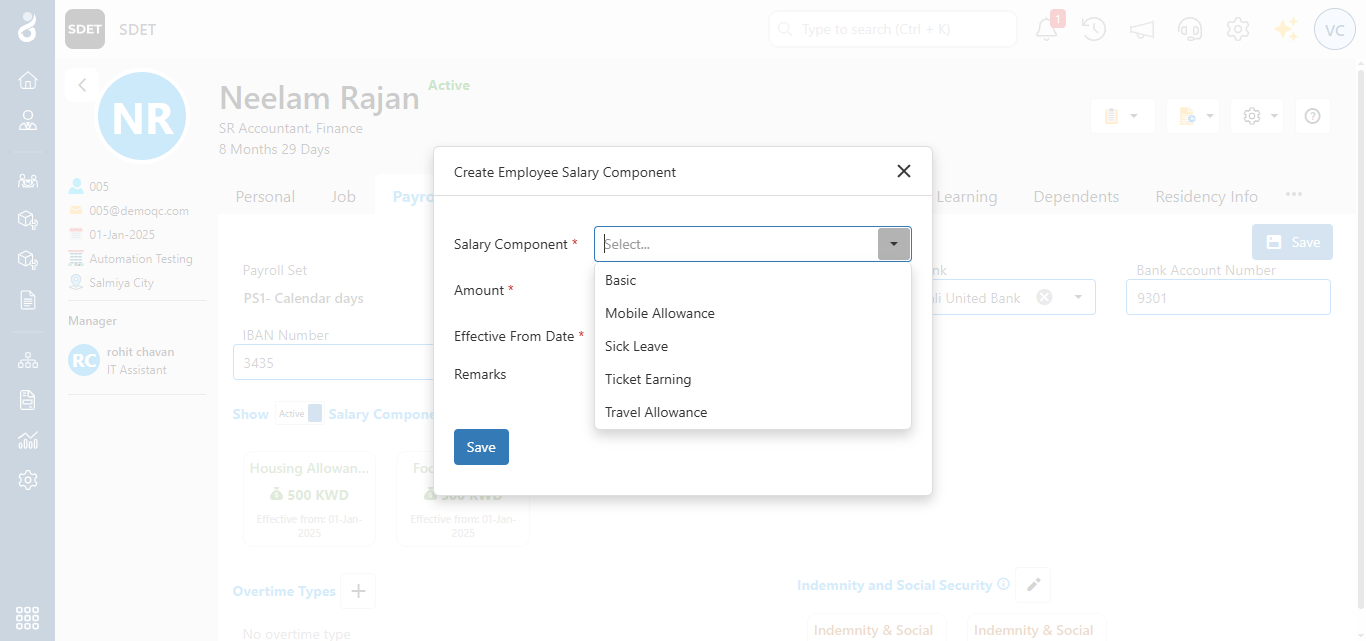 SDET
SDET
Type to search (Ctrl + K)
1
VC
NR
Neelam Rajan
Active
SR Accountant, Finance
8 Months 29 Days
005
005@demoqc.com
01-Jan-2025
Automation Testing
Salmiya City
Manager
RC
rohit chavan
IT Assistant
Personal
Job
Payro
Learning
Dependents
Residency Info
...
Save
Payroll Set
PS1- Calendar days
nk
li United Bank
Bank Account Number
9301
IBAN Number
3435
Show
Active
Salary Compone
Housing Allowan...
500 KWD
Effective from: 01-Jan-
2025
Foo
500 KWD
Effective from: 01-Jan-
2025
Overtime Types
No overtime type
Indemnity and Social Security
Indemnity & Social
Indemnity & Social
Create Employee Salary Component
Salary Component *
Select...
Basic
Mobile Allowance
Sick Leave
Ticket Earning
Travel Allowance
Amount *
Effective From Date *
Remarks
Save